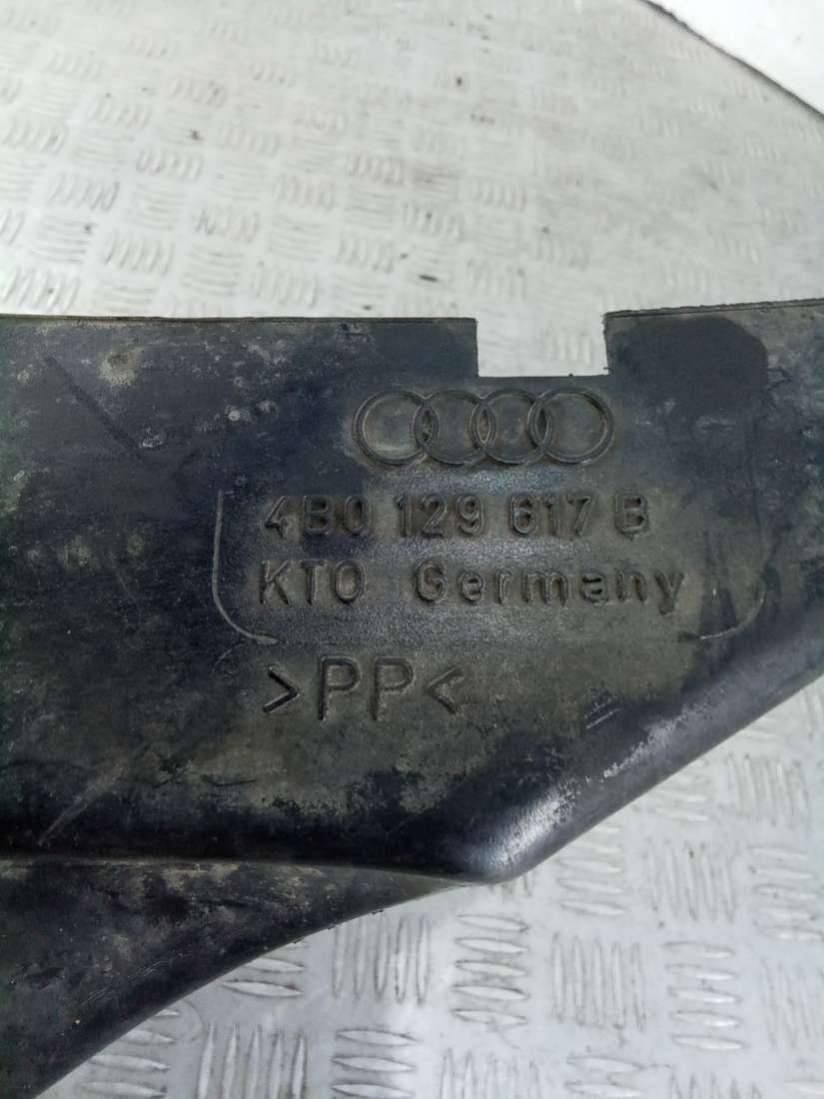 4B0 129 617 B
KTO Germany
>PP<